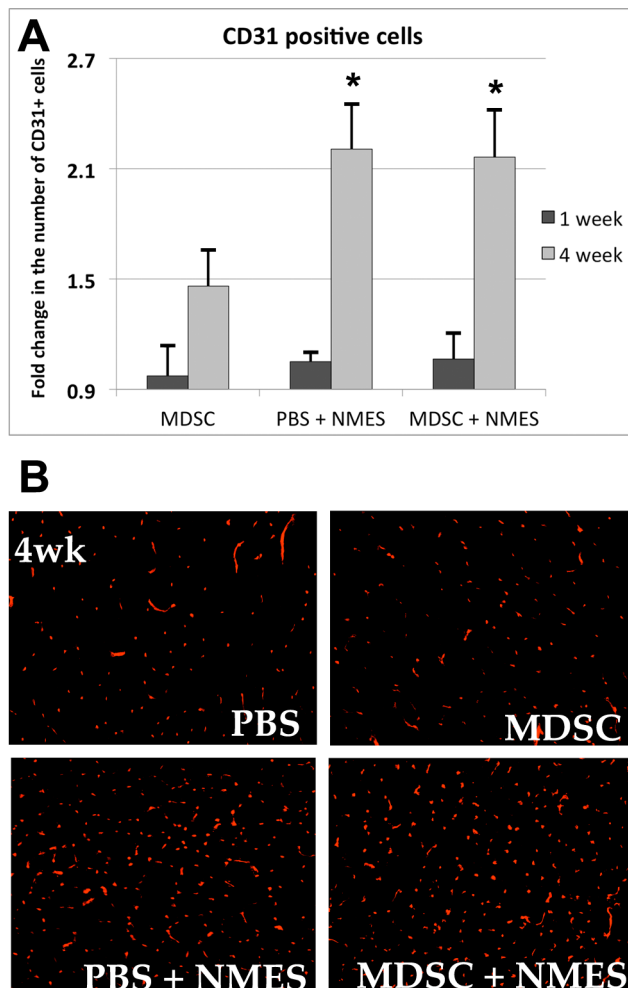 A
CD31 positive cells
Fold change in the number of CD31+ cells
2.7
2.1
1.5
0.9
*
*
1 week
4 week
MDSC
PBS + NMES
MDSC + NMES
B
4wk
PBS
MDSC
PBS + NMES
MDSC + NMES